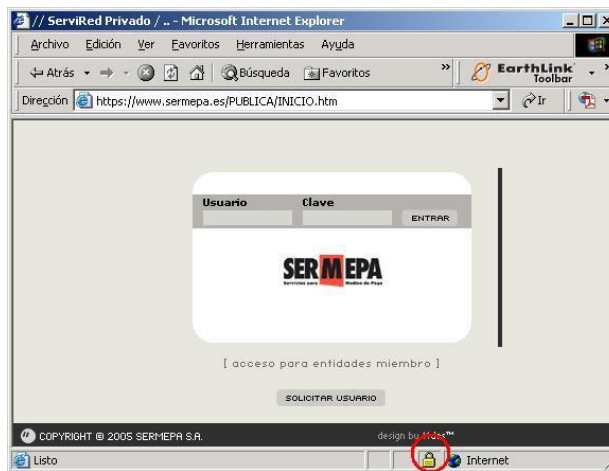 // ServiRed Privado / .. - Microsoft Internet Explorer
Archivo Edición Ver Favoritos Herramientas Ayuda
Atrás Búsqueda Favoritos » EarthLink Toolbar »
Dirección https://www.sermepa.es/PUBLICA/INICIO.htm Ir
Usuario Clave
ENTRAR
SERMEPA
Servicios para Medios de Pago
[ acceso para entidades miembro ]
SOLICITAR USUARIO
COPYRIGHT © 2005 SERMEPA S.A. design by
Listo Internet